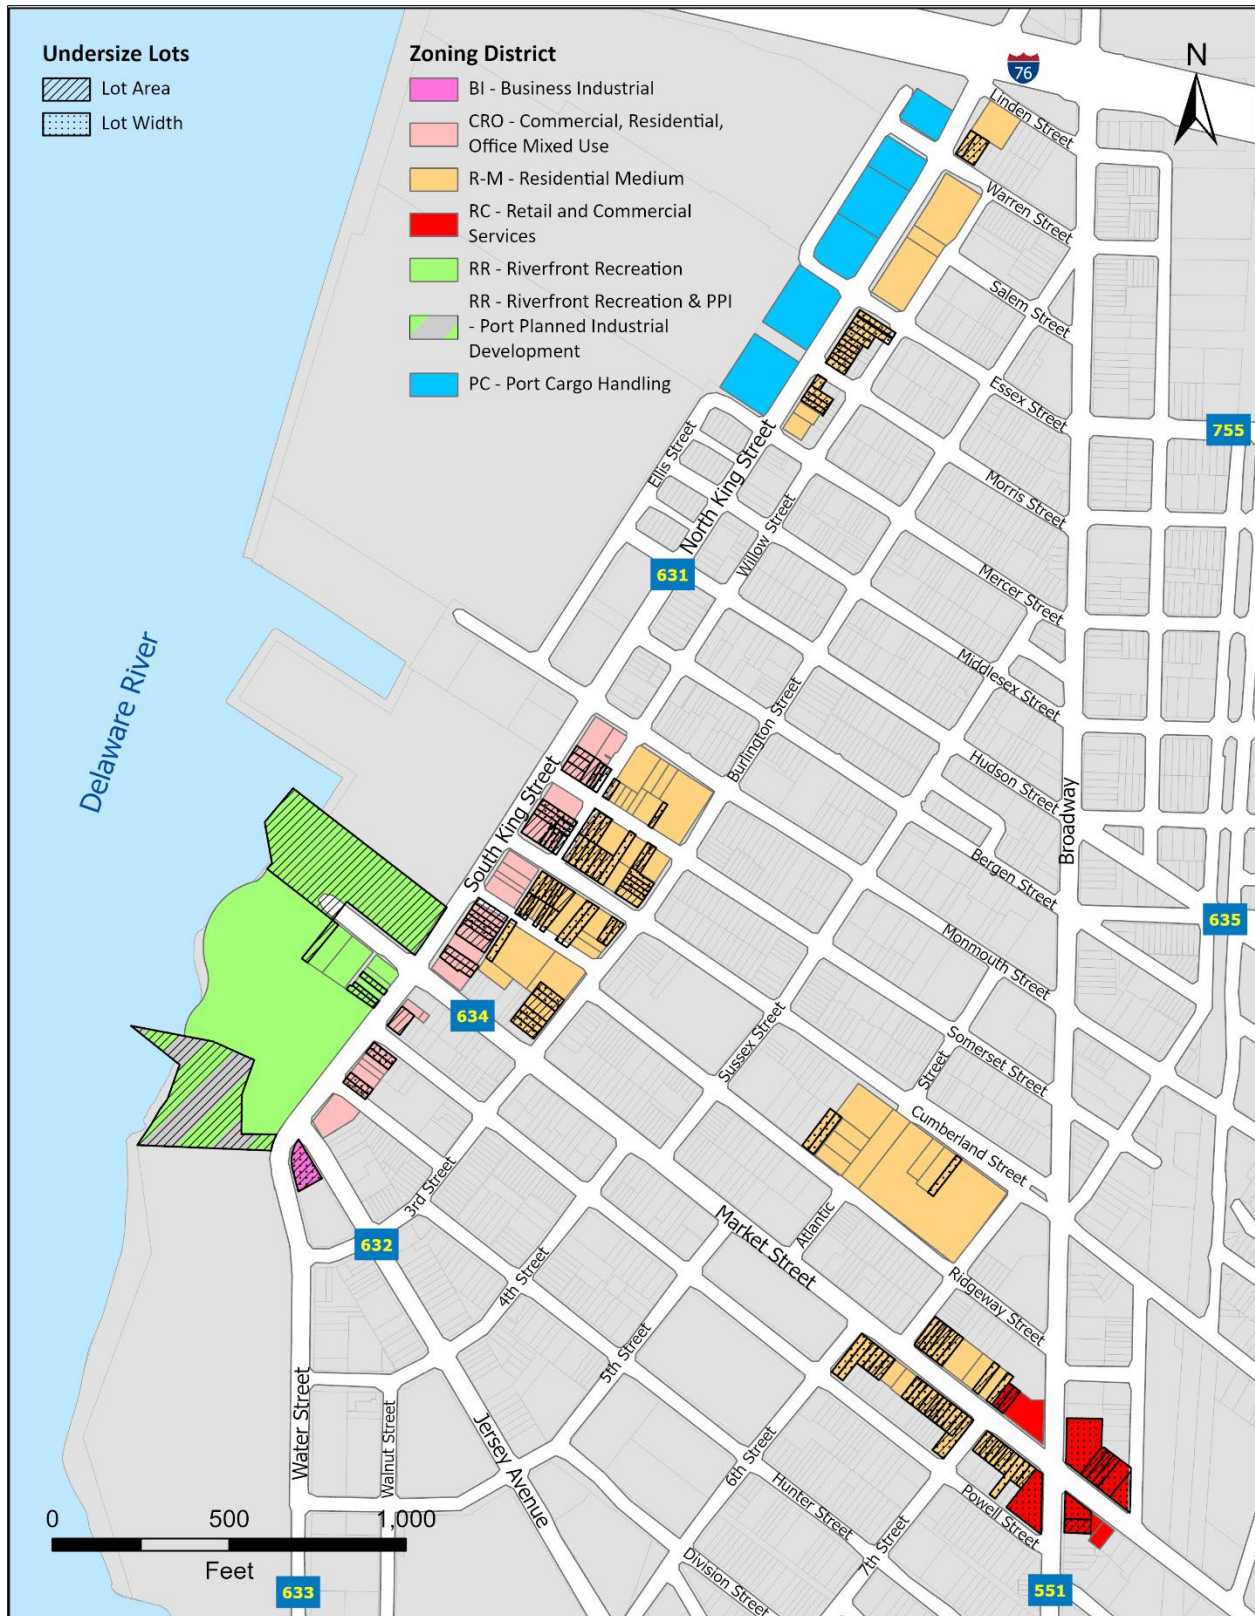 Undersize Lots
Lot Area
Lot Width
Zoning District
BI - Business Industrial
CRO - Commercial, Residential,
Office Mixed Use
R-M - Residential Medium
RC - Retail and Commercial
Services
RR - Riverfront Recreation
RR - Riverfront Recreation & PPI
- Port Planned Industrial
Development
PC - Port Cargo Handling
N
76
Linden Street
Warren Street
Salem Street
Essex Street
755
Morris Street
Ellis Street
North King Street
Willow Street
631
Mercer Street
Middlesex Street
Delaware River
Burlington Street
Hudson Street
Broadway
South King Street
Bergen Street
635
Monmouth Street
634
Sussex Street
Somerset Street
Street
Cumberland Street
3rd Street
Atlantic
Market Street
632
4th Street
Ridgeway Street
5th Street
Water Street
Walnut Street
Jersey Avenue
6th Street
Hunter Street
Powell Street
7th Street
Division Street
0 500 1,000
Feet
633
551